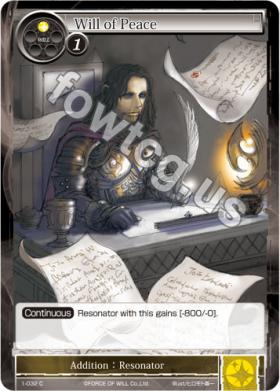 Will of Peace
1
fowtcg.us
Continuous Resonator with this gains [-800/-0].
Addition : Resonator
1-032 C
©FORCE OF WILL Co.,Ltd.